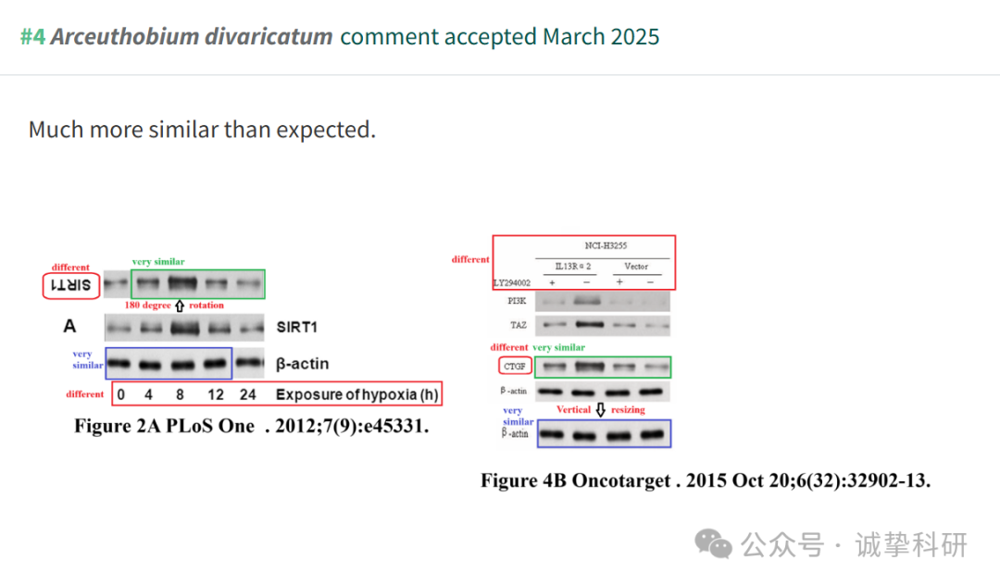 #4 Arceuthobium divaricatum comment accepted March 2025
Much more similar than expected.
different
very similar
SIRT1
180 degree rotation
A
SIRT1
very
similar
β-actin
different
0 4 8 12 24 Exposure of hypoxia (h)
Figure 2A PLoS One . 2012;7(9):e45331.
different
NCI-H3255
IL13Rα2 Vector
LY294002 + − + −
PI3K
TAZ
different very similar
CTGF
β-actin
very
similar
Vertical resizing
β-actin
Figure 4B Oncotarget . 2015 Oct 20;6(32):32902-13.
公众号 · 诚挚科研